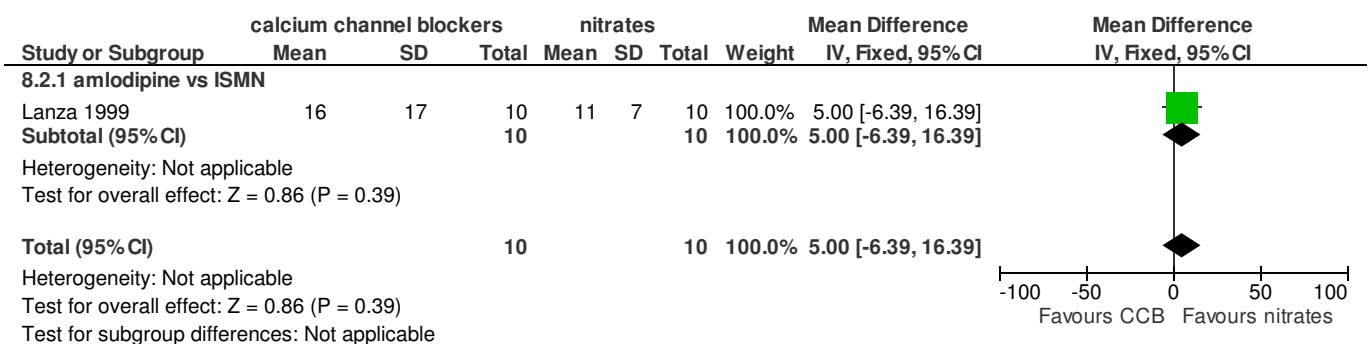 calcium channel blockers nitrates Mean Difference Mean Difference
Study or Subgroup Mean SD Total Mean SD Total Weight IV, Fixed, 95% CI IV, Fixed, 95% CI
8.2.1 amlodipine vs ISMN
Lanza 1999 16 17 10 11 7 10 100.0% 5.00 [-6.39, 16.39]
Subtotal (95% CI) 10 10 100.0% 5.00 [-6.39, 16.39]
Heterogeneity: Not applicable
Test for overall effect: Z = 0.86 (P = 0.39)
Total (95% CI) 10 10 100.0% 5.00 [-6.39, 16.39]
Heterogeneity: Not applicable
Test for overall effect: Z = 0.86 (P = 0.39)
Test for subgroup differences: Not applicable
-100 -50 0 50 100
Favours CCB Favours nitrates